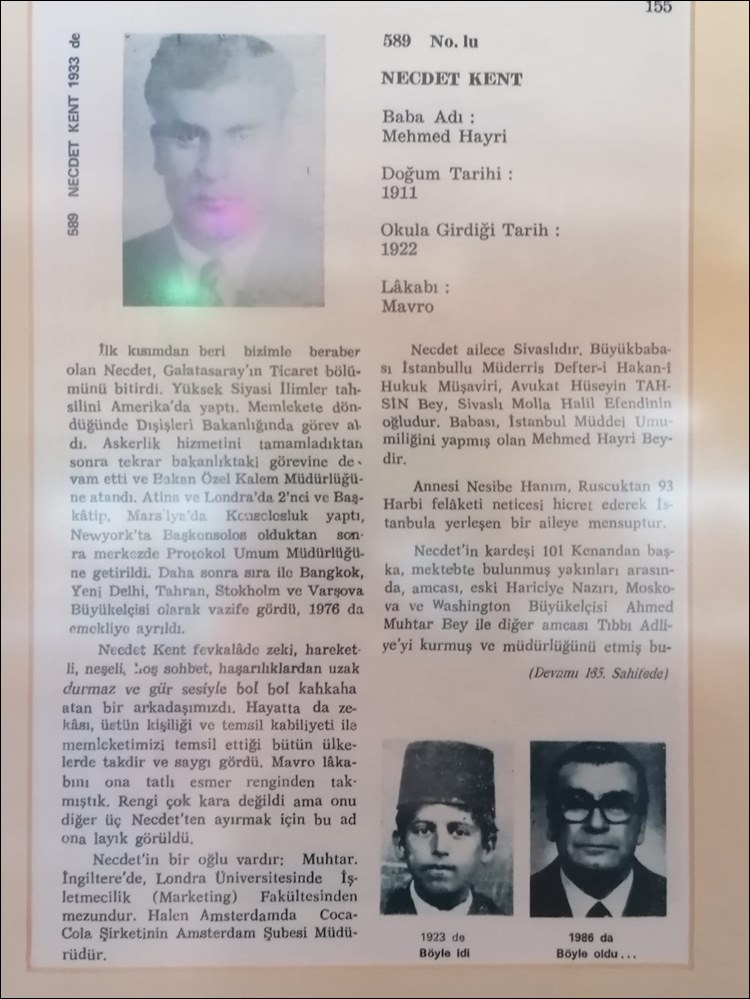 155
589 NECDET KENT 1933 de
589 No. lu
NECDET KENT
Baba Adı :
Mehmed Hayri
Doğum Tarihi :
1911
Okula Girdiği Tarih :
1922
Lâkabı :
Mavro
İlk kısımdan beri bizimle beraber
olan Necdet, Galatasaray'ın Ticaret bölü-
münü bitirdi. Yüksek Siyasi İlimler tah-
silini Amerika'da yaptı. Memlekete dön-
düğünde Dışişleri Bakanlığında görev al-
dı. Askerlik hizmetini tamamladıktan
sonra tekrar bakanlıktaki görevine de-
vam etti ve Bakan Özel Kalem Müdürlüğü-
ne atandı. Atina ve Londra'da 2'nci ve Baş-
kâtip, Marsilya'da Konsolosluk yaptı,
Newyork'ta Başkonsolos olduktan son-
ra merkezde Protokol Umum Müdürlüğü-
ne getirildi. Daha sonra sıra ile Bangkok,
Yeni Delhi, Tahran, Stokholm ve Varşova
Büyükelçisi olarak vazife gördü, 1976 da
emekliye ayrıldı.
Necdet Kent fevkalâde zeki, hareket-
li, neşeli, hoş sohbet, haşarılıklardan uzak
durmaz ve gür sesiyle bol bol kahkaha
atan bir arkadaşımızdı. Hayatta da ze-
kâsı, üstün kişiliği ve temsil kabiliyeti ile
memleketimizi temsil ettiği bütün ülke-
lerde takdir ve saygı gördü. Mavro lâka-
bını ona tatlı esmer renginden tak-
mıştık. Rengi çok kara değildi ama onu
diğer üç Necdet'ten ayırmak için bu ad
ona layık görüldü.
Necdet'in bir oğlu vardır: Muhtar.
İngiltere'de, Londra Üniversitesinde İş-
letmecilik (Marketing) Fakültesinden
mezundur. Halen Amsterdamda Coca-
Cola Şirketinin Amsterdam Şubesi Müdü-
rüdür.
Necdet ailece Sivaslıdır. Büyükbaba-
sı İstanbullu Müderris Defter-i Hakan-i
Hukuk Müşaviri, Avukat Hüseyin TAH-
SİN Bey, Sivaslı Molla Halil Efendinin
oğludur. Babası, İstanbul Müddei Umu-
miliğini yapmış olan Mehmed Hayri Bey-
dir.
Annesi Nesibe Hanım, Ruscuktan 93
Harbi felâketi neticesi hicret ederek İs-
tanbula yerleşen bir aileye mensuptur.
Necdet'in kardeşi 101 Kenandan baş-
ka, mektebte bulunmuş yakınları arasın-
da, amcası, eski Hariciye Nazırı, Mosko-
va ve Washington Büyükelçisi Ahmed
Muhtar Bey ile diğer amcası Tıbbı Adli-
ye'yi kurmuş ve müdürlüğünü etmiş bu-
(Devamı 185. Sahifede)
1923 de
Böyle idi
1986 da
Böyle oldu...